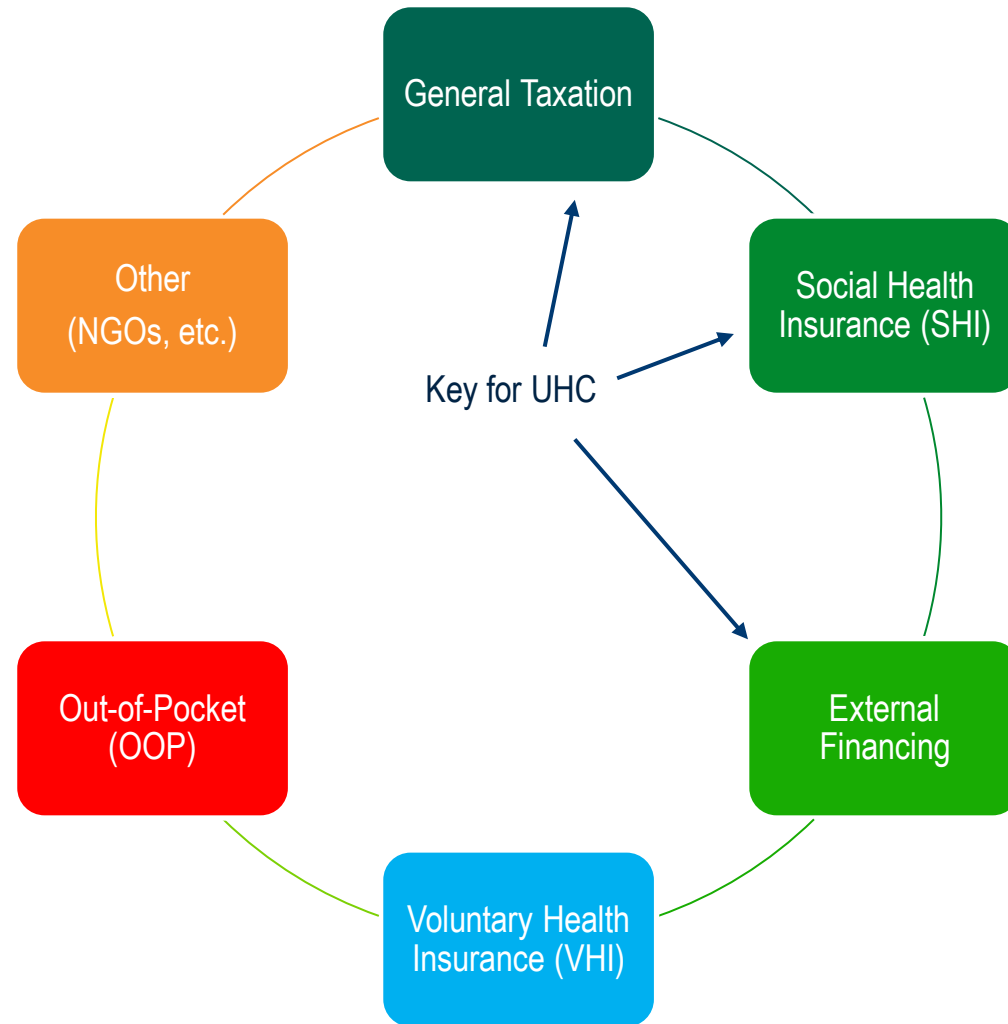 General Taxation
Social Health
Insurance (SHI)
External
Financing
Voluntary Health
Insurance (VHI)
Out-of-Pocket
(OOP)
Other
(NGOs, etc.)
Key for UHC